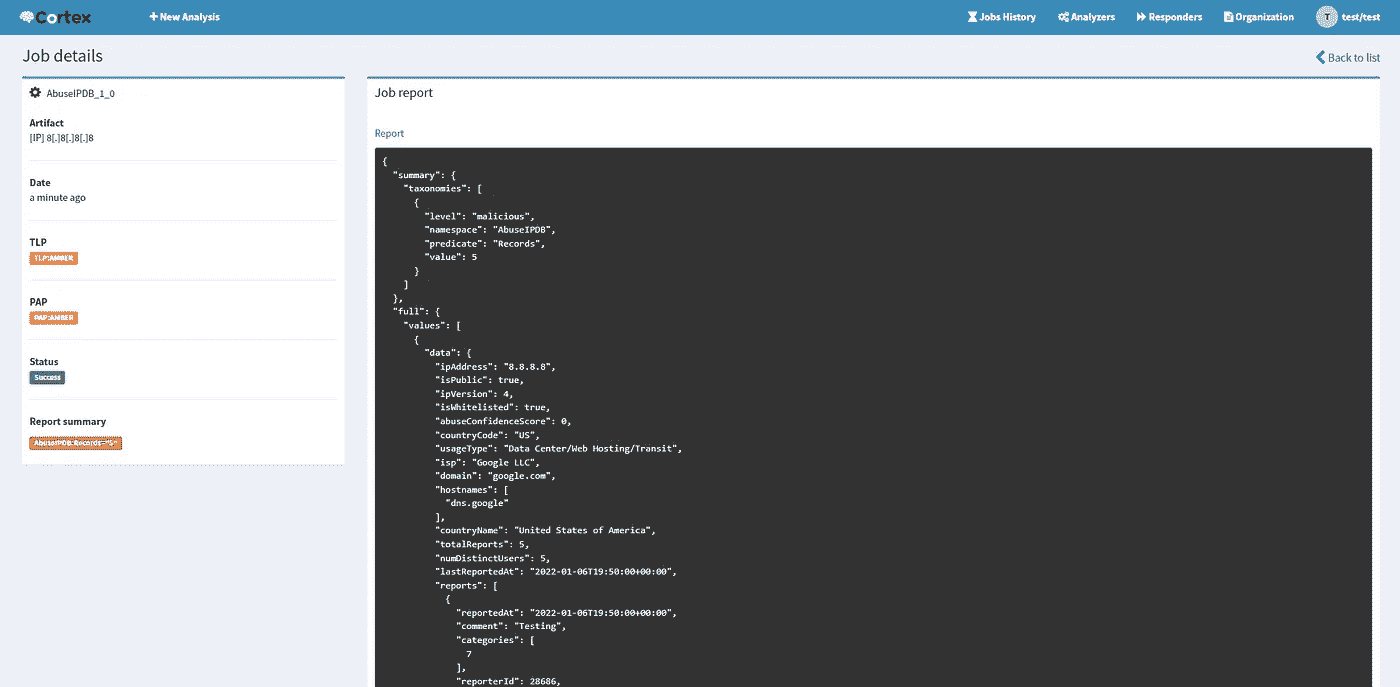 Cortex
New Analysis
Jobs History
Analyzers
Responders
Organization
T
test/test
Job details
Back to list
AbuseIPDB_1_0
Artifact
[IP] 8[.]8[.]8[.]8
Date
a minute ago
TLP
TLP:AMBER
PAP
PAP:AMBER
Status
Success
Report summary
AbuseIPDB:Records="5"
Job report
Report
{
"summary": {
"taxonomies": [
{
"level": "malicious",
"namespace": "AbuseIPDB",
"predicate": "Records",
"value": 5
}
]
},
"full": {
"values": [
{
"data": {
"ipAddress": "8.8.8.8",
"isPublic": true,
"ipVersion": 4,
"isWhitelisted": true,
"abuseConfidenceScore": 0,
"countryCode": "US",
"usageType": "Data Center/Web Hosting/Transit",
"isp": "Google LLC",
"domain": "google.com",
"hostnames": [
"dns.google"
],
"countryName": "United States of America",
"totalReports": 5,
"numDistinctUsers": 5,
"lastReportedAt": "2022-01-06T19:50:00+00:00",
"reports": [
{
"reportedAt": "2022-01-06T19:50:00+00:00",
"comment": "Testing",
"categories": [
7
],
"reporterId": 28686,